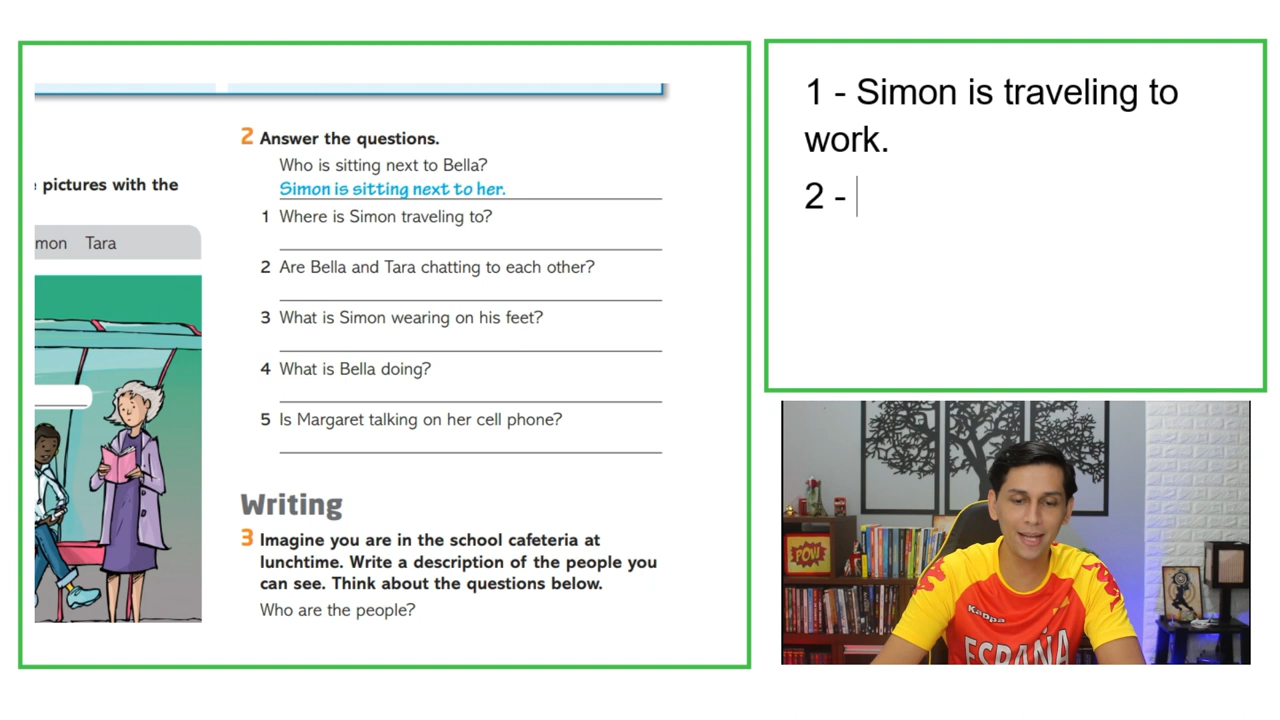 2 Answer the questions.
Who is sitting next to Bella?
Simon is sitting next to her.
1 Where is Simon traveling to?
2 Are Bella and Tara chatting to each other?
3 What is Simon wearing on his feet?
4 What is Bella doing?
5 Is Margaret talking on her cell phone?
pictures with the
mon Tara
Writing
3 Imagine you are in the school cafeteria at
lunchtime. Write a description of the people you
can see. Think about the questions below.
Who are the people?
1 - Simon is traveling to
work.
2 -
POW
Kappa
ESPAÑA